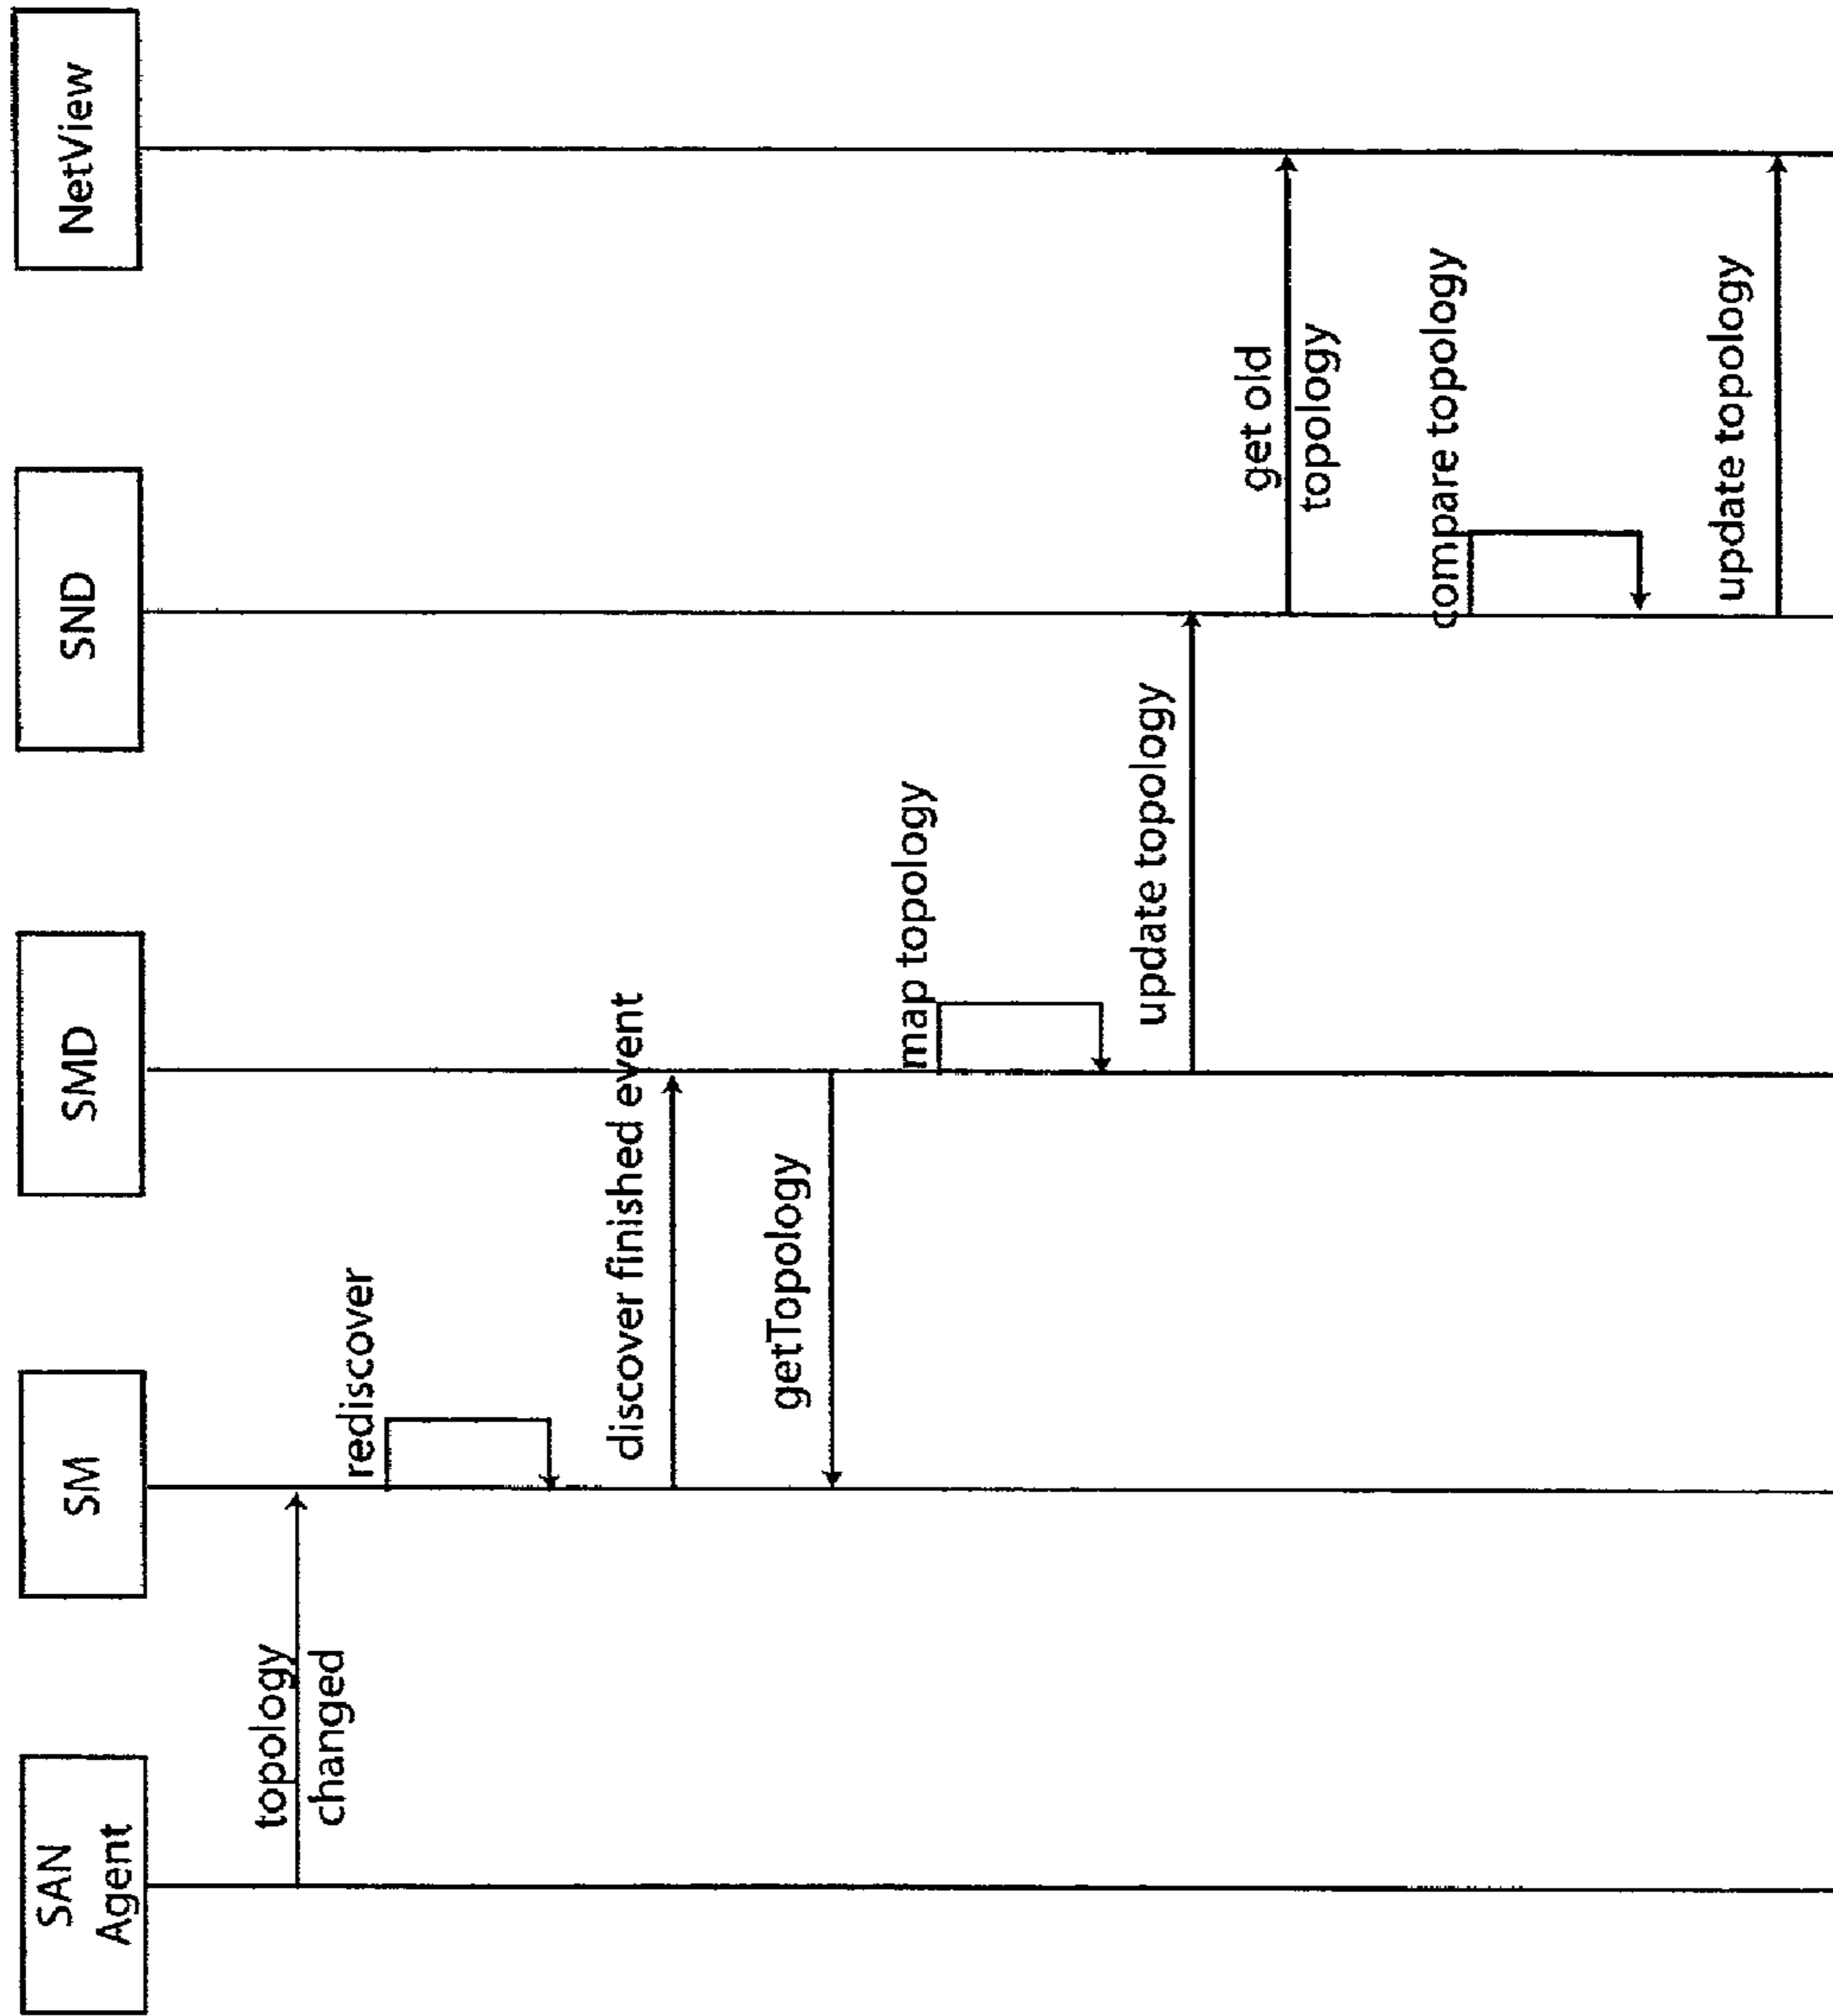 SAN
Agent
SM
SMD
SND
NetView
topology
changed
rediscover
discover finished event
getTopology
map topology
update topology
get old
topology
compare topology
update topology